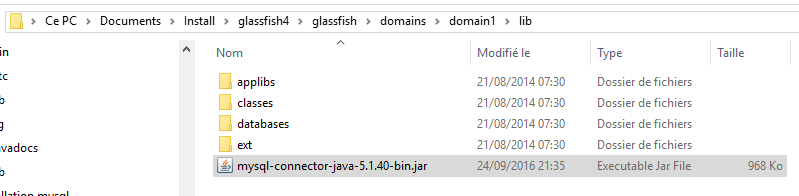 Ce PC > Documents > Install > glassfish4 > glassfish > domains > domain1 > lib
Nom Modifié le Type Taille
applibs 21/08/2014 07:30 Dossier de fichiers
classes 21/08/2014 07:30 Dossier de fichiers
databases 21/08/2014 07:30 Dossier de fichiers
ext 21/08/2014 07:30 Dossier de fichiers
mysql-connector-java-5.1.40-bin.jar 24/09/2016 21:35 Executable Jar File 968 Ko
in
tc
b
g
avadocs
b